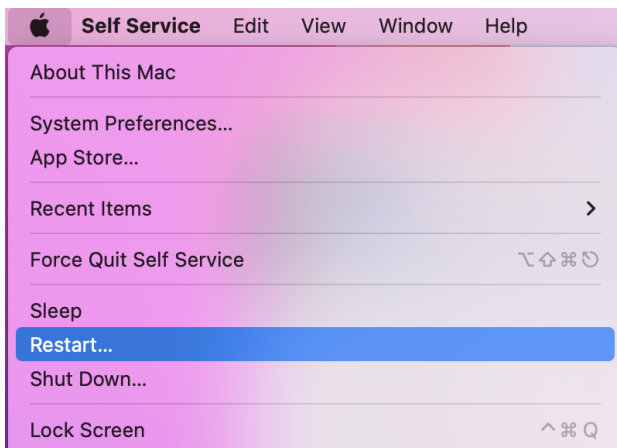 Self Service Edit View Window Help
About This Mac
System Preferences...
App Store...
Recent Items
Force Quit Self Service ⌥⇧⌘⎋
Sleep
Restart...
Shut Down...
Lock Screen ^⌘Q